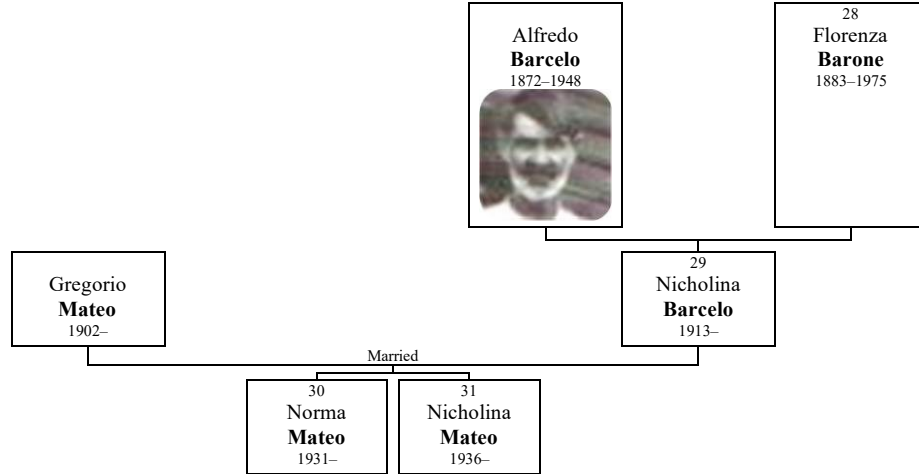 Alfredo
Barcelo
1872–1948
28
Florenza
Barone
1883–1975
Gregorio
Mateo
1902–
29
Nicholina
Barcelo
1913–
Married
30
Norma
Mateo
1931–
31
Nicholina
Mateo
1936–